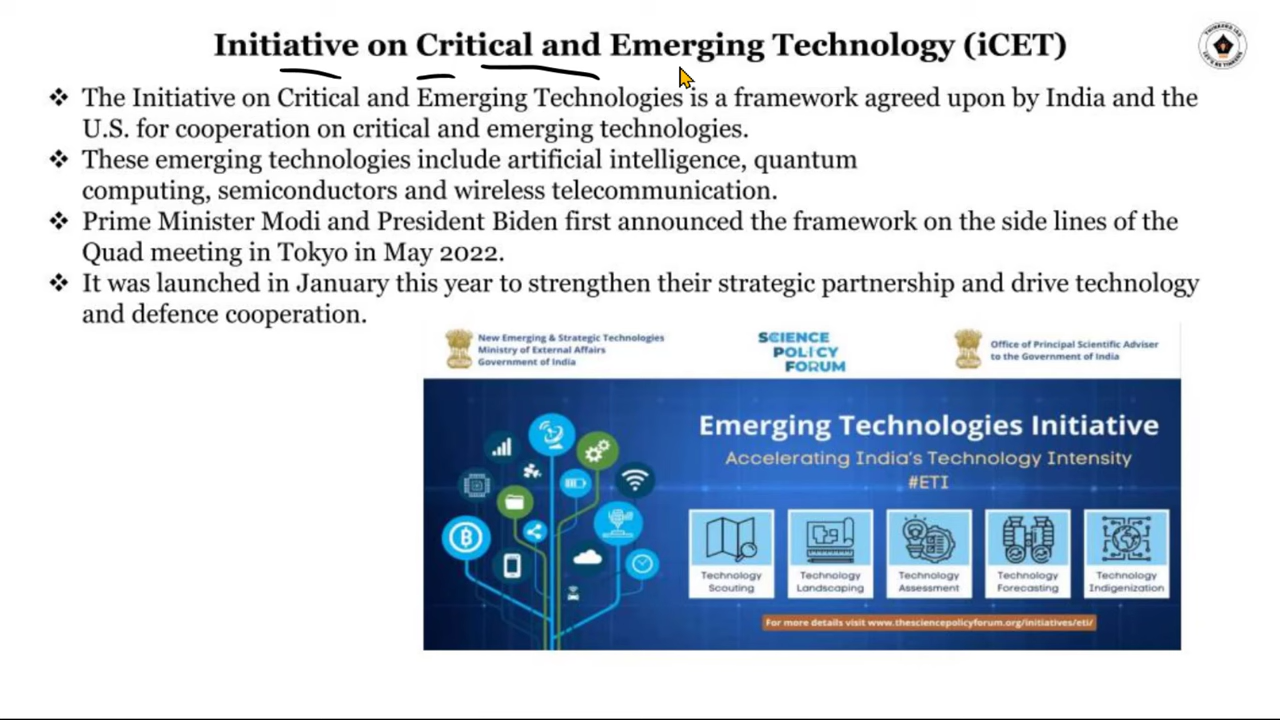 Initiative on Critical and Emerging Technology (iCET)
❖ The Initiative on Critical and Emerging Technologies is a framework agreed upon by India and the
U.S. for cooperation on critical and emerging technologies.
❖ These emerging technologies include artificial intelligence, quantum
computing, semiconductors and wireless telecommunication.
❖ Prime Minister Modi and President Biden first announced the framework on the side lines of the
Quad meeting in Tokyo in May 2022.
❖ It was launched in January this year to strengthen their strategic partnership and drive technology
and defence cooperation.
New Emerging & Strategic Technologies
Ministry of External Affairs
Government of India
SCIENCE
POLICY
FORUM
Office of Principal Scientific Adviser
to the Government of India
Emerging Technologies Initiative
Accelerating India's Technology Intensity
#ETI
Technology
Scouting
Technology
Landscaping
Technology
Assessment
Technology
Forecasting
Technology
Indigenization
For more details visit www.thesciencepolicyforum.org/initiatives/eti/